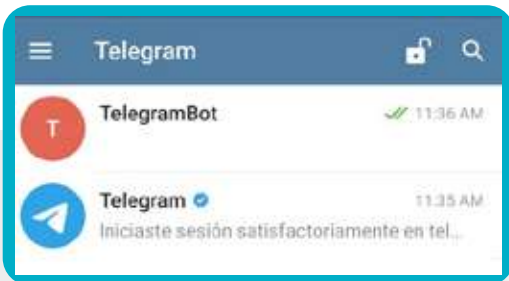 Telegram
T
TelegramBot 11:36 AM
Telegram 11:35 AM
Iniciaste sesión satisfactoriamente en tel...